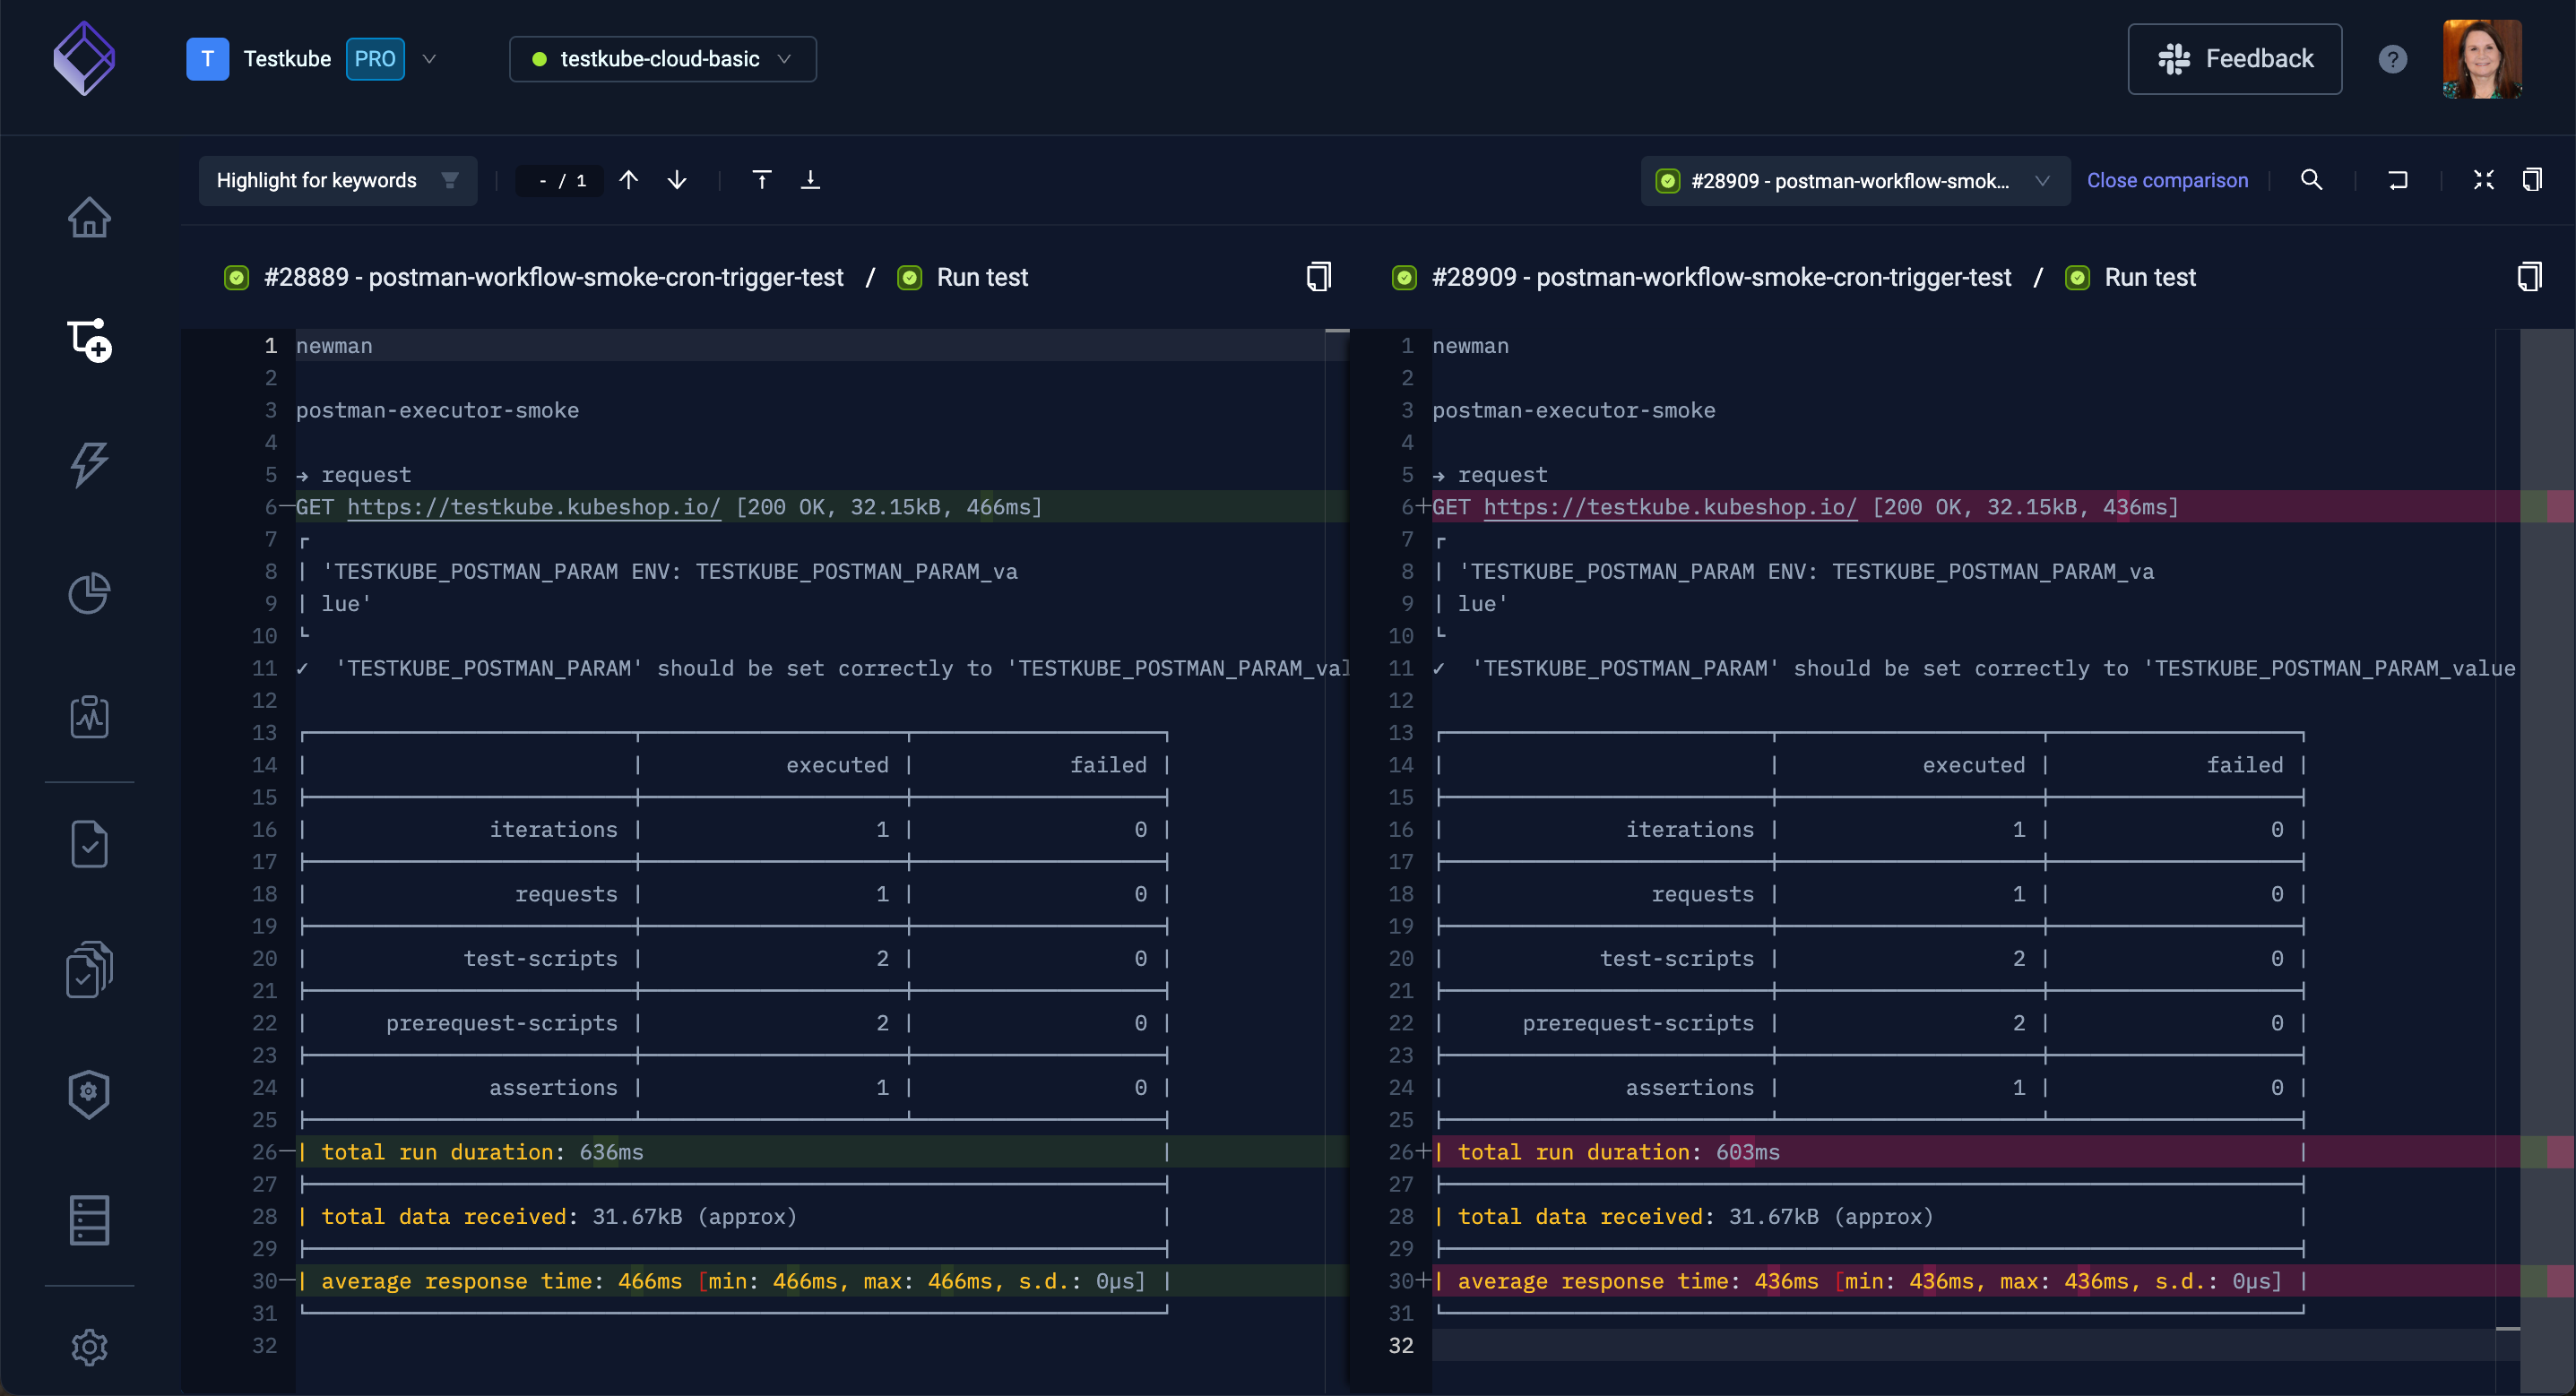 T Testkube PRO testkube-cloud-basic Feedback ?
Highlight for keywords - / 1 #28909 - postman-workflow-smok... Close comparison
#28889 - postman-workflow-smoke-cron-trigger-test / Run test
1 newman
2
3 postman-executor-smoke
4
5 → request
6 GET https://testkube.kubeshop.io/ [200 OK, 32.15kB, 466ms]
7 ┌
8 │ 'TESTKUBE_POSTMAN_PARAM ENV: TESTKUBE_POSTMAN_PARAM_va
9 │ lue'
10 └
11 ✓ 'TESTKUBE_POSTMAN_PARAM' should be set correctly to 'TESTKUBE_POSTMAN_PARAM_val
12
13
14 │ │ executed │ failed │
15
16 │ iterations │ 1 │ 0 │
17
18 │ requests │ 1 │ 0 │
19
20 │ test-scripts │ 2 │ 0 │
21
22 │ prerequest-scripts │ 2 │ 0 │
23
24 │ assertions │ 1 │ 0 │
25
26 │ total run duration: 636ms │
27
28 │ total data received: 31.67kB (approx) │
29
30 │ average response time: 466ms [min: 466ms, max: 466ms, s.d.: 0µs] │
31
32
#28909 - postman-workflow-smoke-cron-trigger-test / Run test
1 newman
2
3 postman-executor-smoke
4
5 → request
6 GET https://testkube.kubeshop.io/ [200 OK, 32.15kB, 436ms]
7 ┌
8 │ 'TESTKUBE_POSTMAN_PARAM ENV: TESTKUBE_POSTMAN_PARAM_va
9 │ lue'
10 └
11 ✓ 'TESTKUBE_POSTMAN_PARAM' should be set correctly to 'TESTKUBE_POSTMAN_PARAM_value
12
13
14 │ │ executed │ failed │
15
16 │ iterations │ 1 │ 0 │
17
18 │ requests │ 1 │ 0 │
19
20 │ test-scripts │ 2 │ 0 │
21
22 │ prerequest-scripts │ 2 │ 0 │
23
24 │ assertions │ 1 │ 0 │
25
26 │ total run duration: 603ms │
27
28 │ total data received: 31.67kB (approx) │
29
30 │ average response time: 436ms [min: 436ms, max: 436ms, s.d.: 0µs] │
31
32